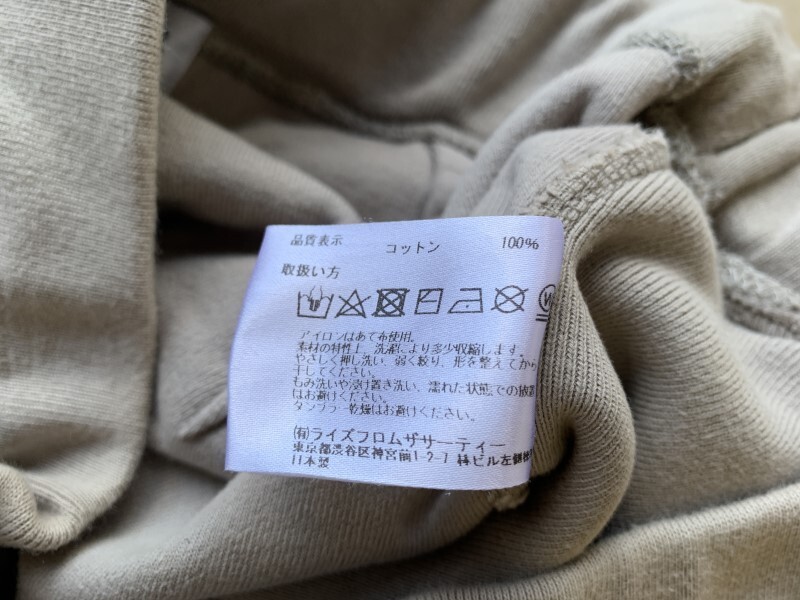 品質表示 コットン 100%
取扱い方
W
アイロンはあて布使用。
素材の特性上、洗濯により多少収縮します。
やさしく押し洗い、弱く絞り、形を整えてから
干してください。
もみ洗いや浸け置き洗い、濡れた状態での放置
はお避けください。
タンブラー乾燥はお避けください。
(有)ライズフロムザサーティー
東京都渋谷区神宮前1-2-7 ビル左側
日本製